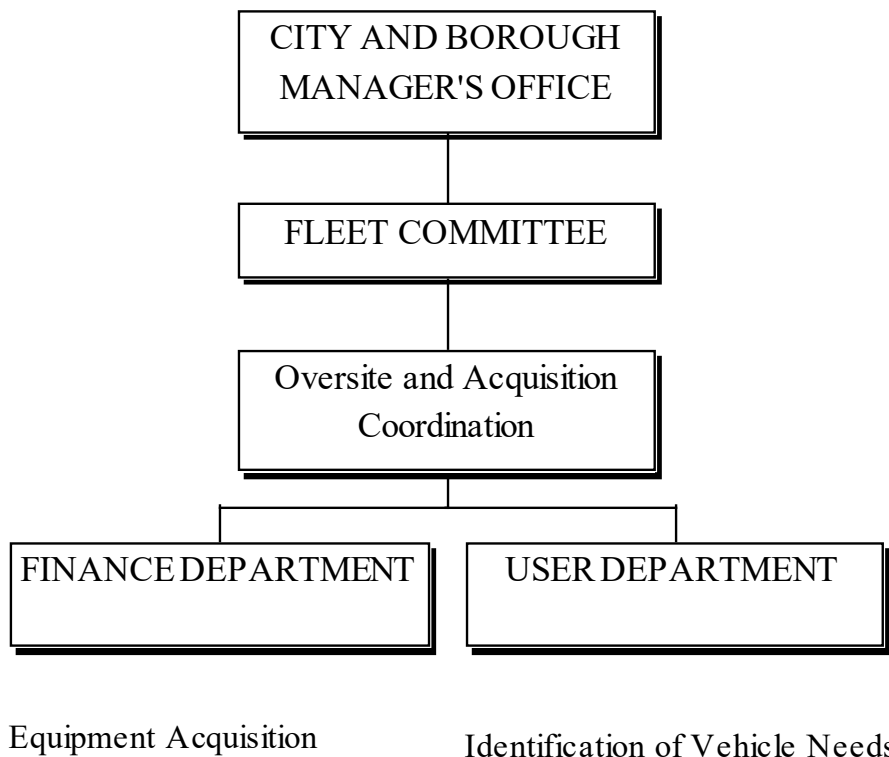 CITY AND BOROUGH
MANAGER'S OFFICE
FLEET COMMITTEE
Oversite and Acquisition
Coordination
FINANCE DEPARTMENT
USER DEPARTMENT
Equipment Acquisition
Identification of Vehicle Needs